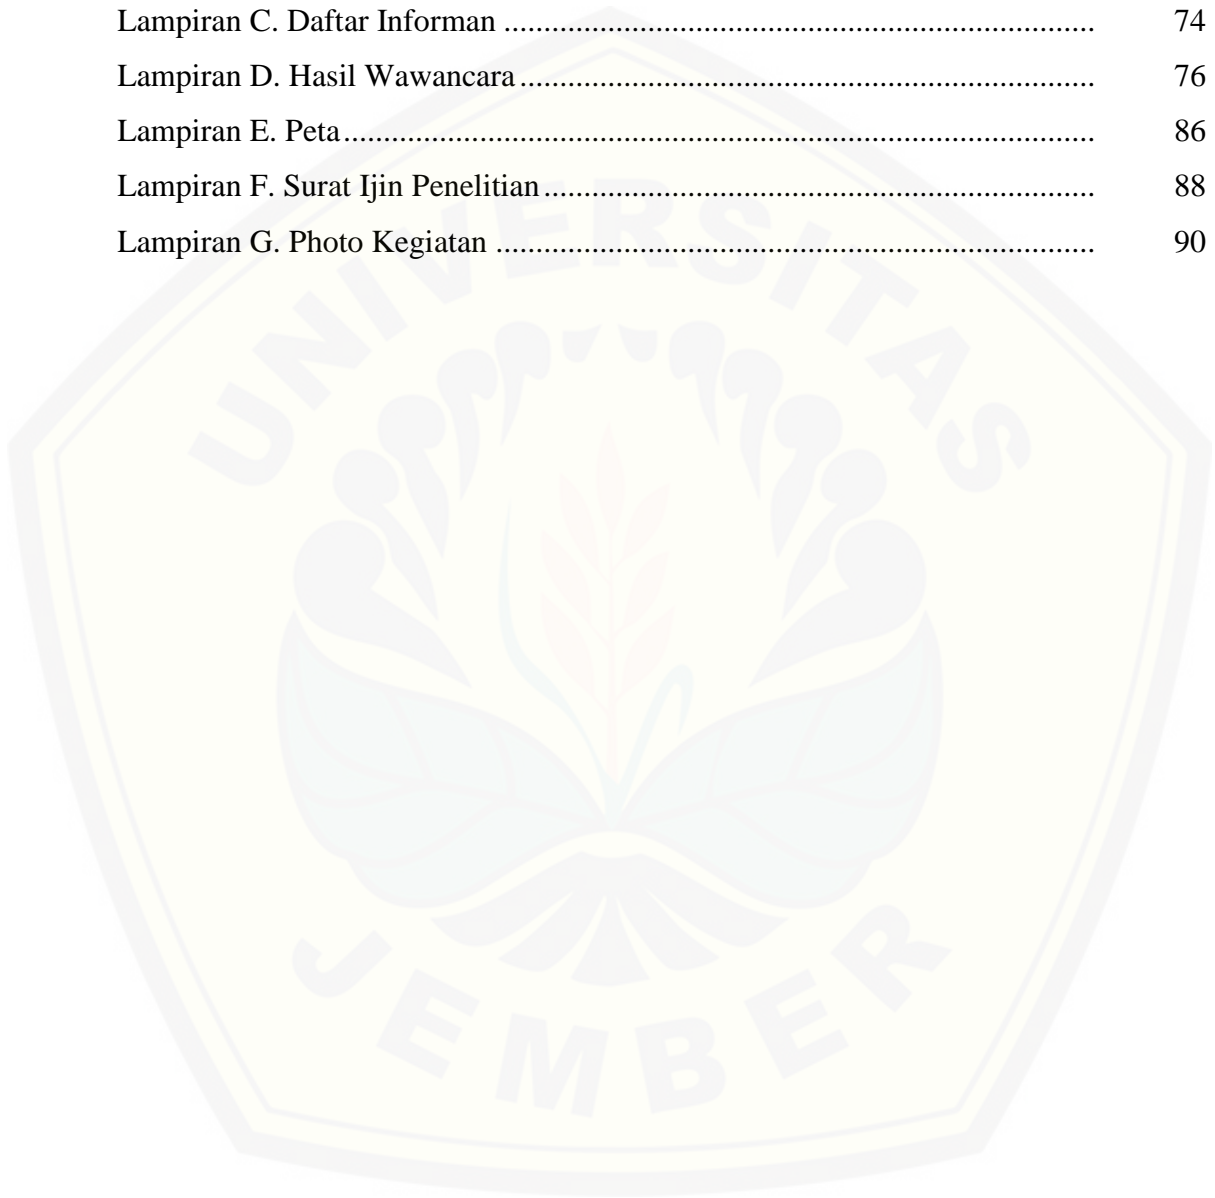 Lampiran C. Daftar Informan ............................................................................ 74
Lampiran D. Hasil Wawancara ......................................................................... 76
Lampiran E. Peta ............................................................................................... 86
Lampiran F. Surat Ijin Penelitian ...................................................................... 88
Lampiran G. Photo Kegiatan ............................................................................ 90
UNIVERSITAS
JEMBER